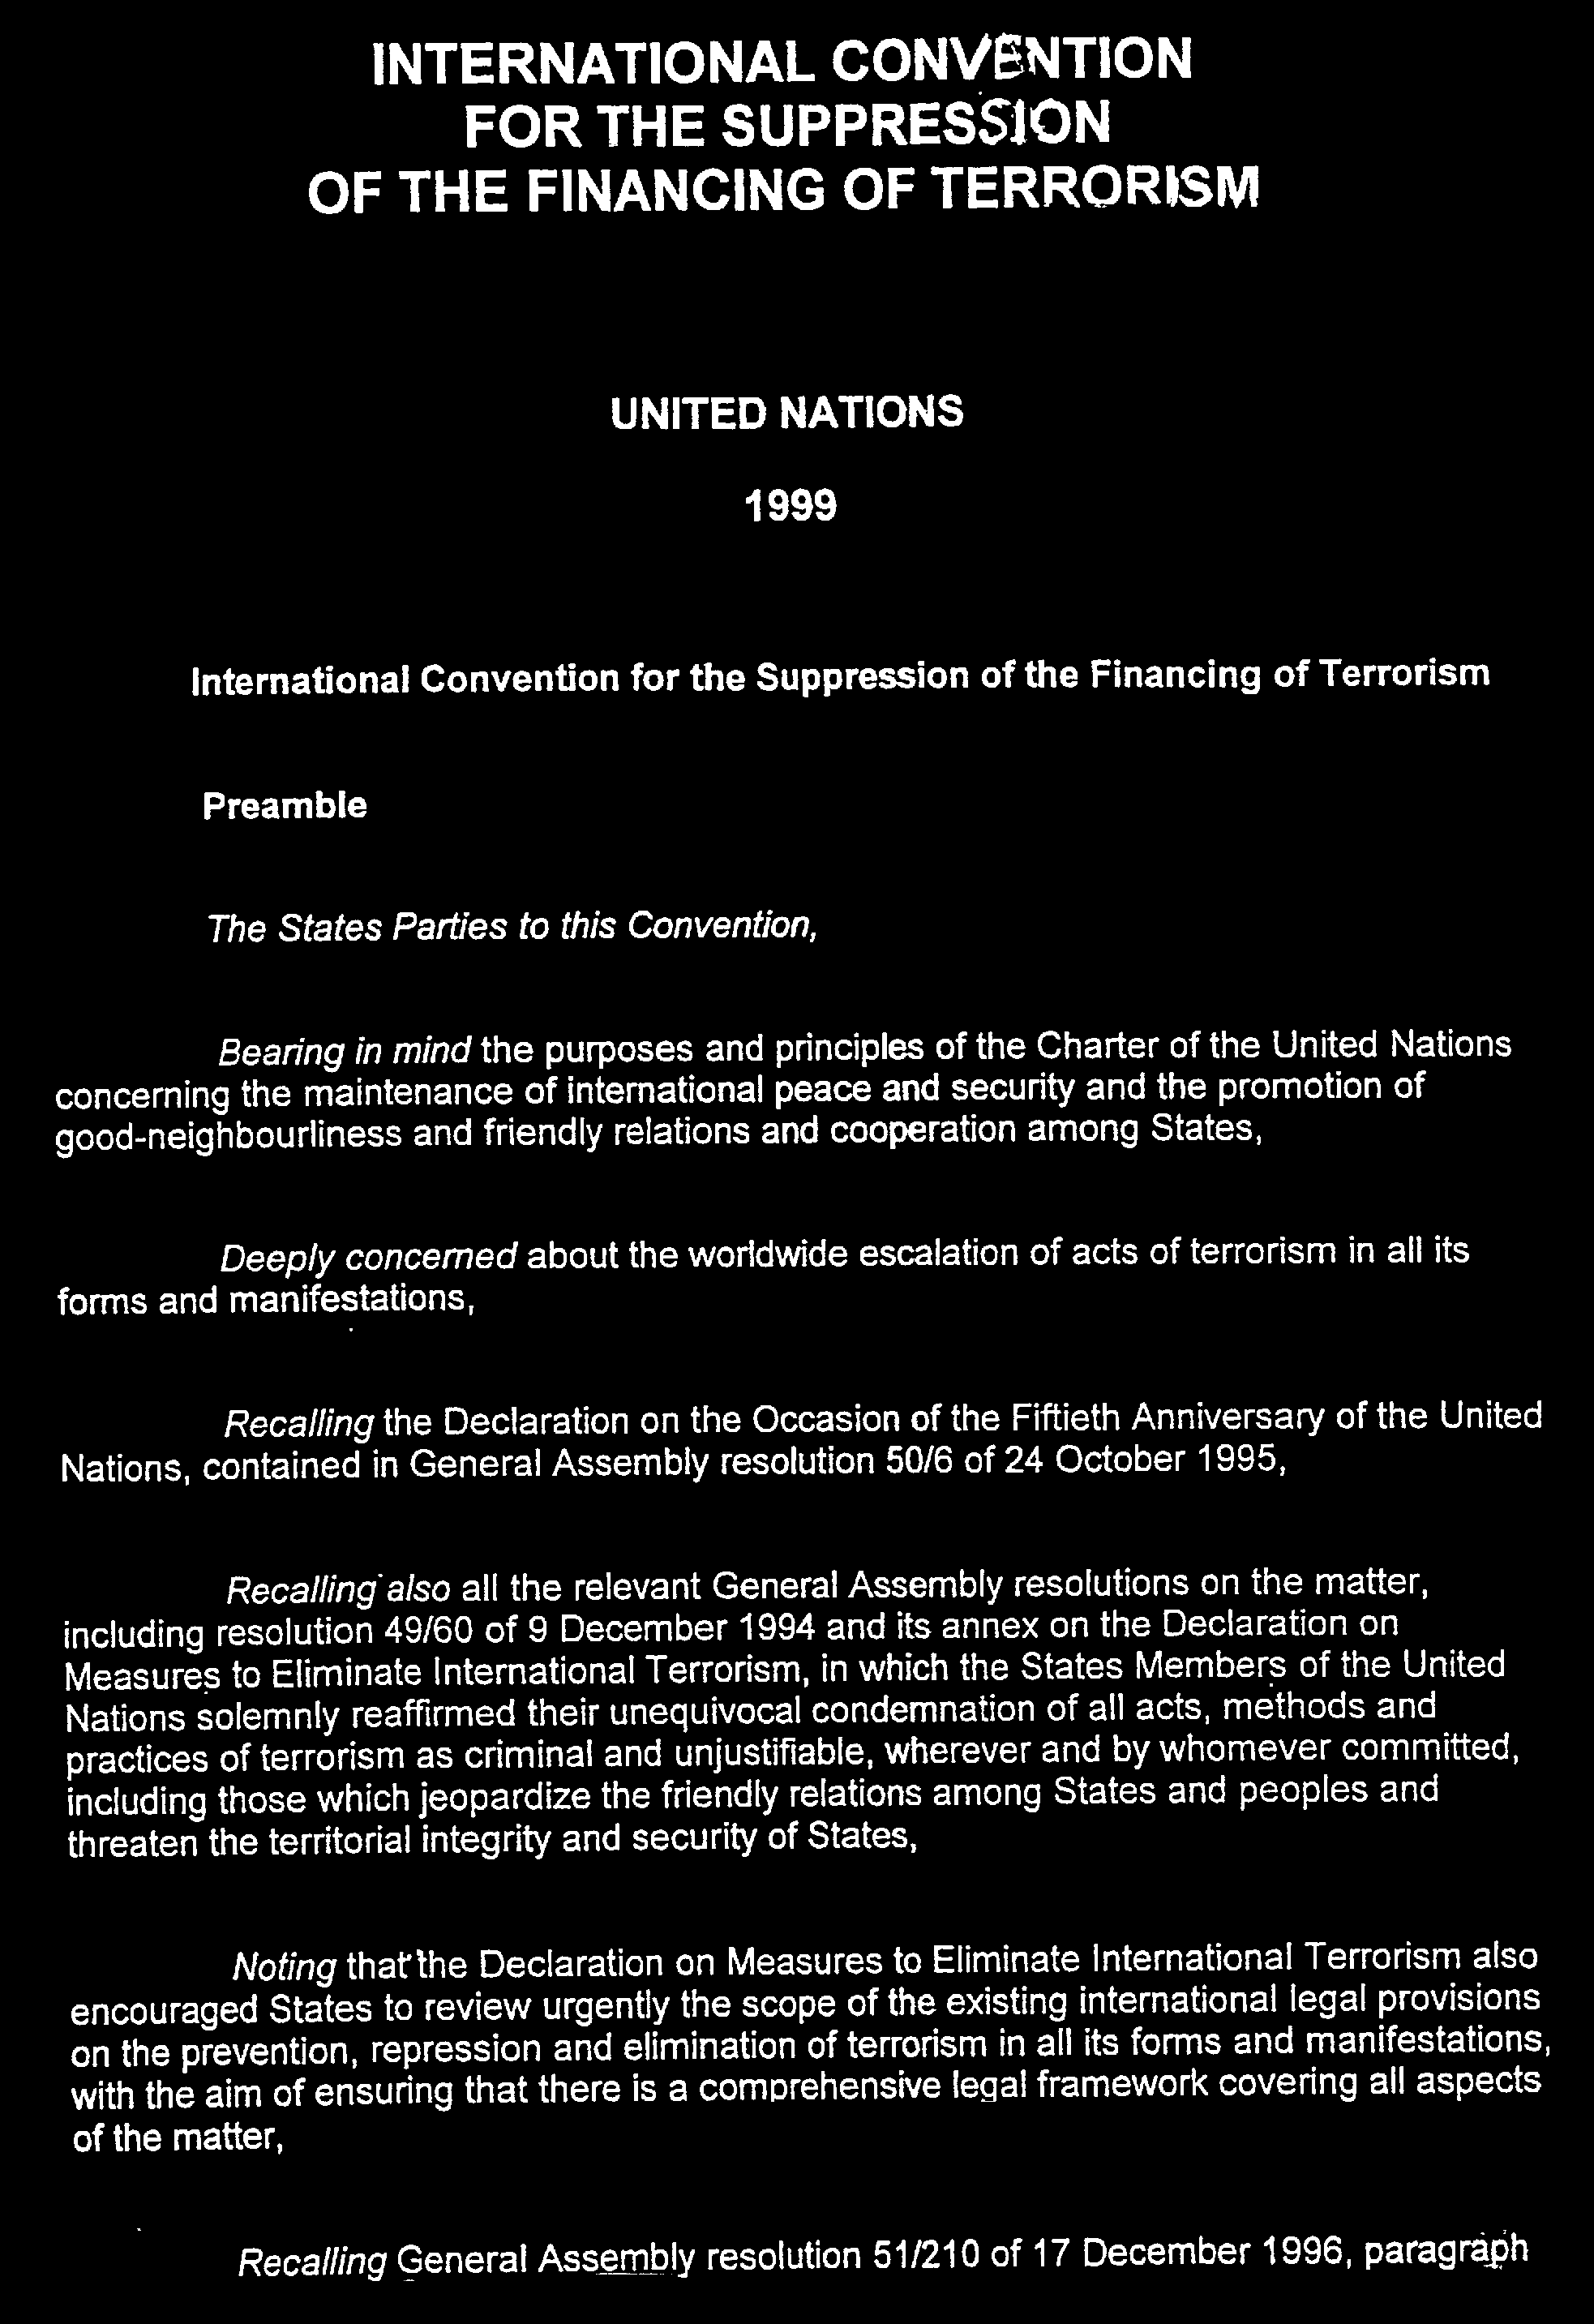 INTERNATIONAL CONVENTION
FOR THE SUPPRESSION
OF THE FINANCING OF TERRORISM
UNITED NATIONS
1999
International Convention for the Suppression of the Financing of Terrorism
Preamble
The States Parties to this Convention,
Bearing in mind the purposes and principles of the Charter of the United Nations
concerning the maintenance of international peace and security and the promotion of
good-neighbourliness and friendly relations and cooperation among States,
Deeply concerned about the worldwide escalation of acts of terrorism in all its
forms and manifestations,
Recalling the Declaration on the Occasion of the Fiftieth Anniversary of the United
Nations, contained in General Assembly resolution 50/6 of 24 October 1995,
Recalling also all the relevant General Assembly resolutions on the matter,
including resolution 49/60 of 9 December 1994 and its annex on the Declaration on
Measures to Eliminate International Terrorism, in which the States Members of the United
Nations solemnly reaffirmed their unequivocal condemnation of all acts, methods and
practices of terrorism as criminal and unjustifiable, wherever and by whomever committed,
including those which jeopardize the friendly relations among States and peoples and
threaten the territorial integrity and security of States,
Noting that the Declaration on Measures to Eliminate International Terrorism also
encouraged States to review urgently the scope of the existing international legal provisions
on the prevention, repression and elimination of terrorism in all its forms and manifestations,
with the aim of ensuring that there is a comprehensive legal framework covering all aspects
of the matter,
Recalling General Assembly resolution 51/210 of 17 December 1996, paragraph